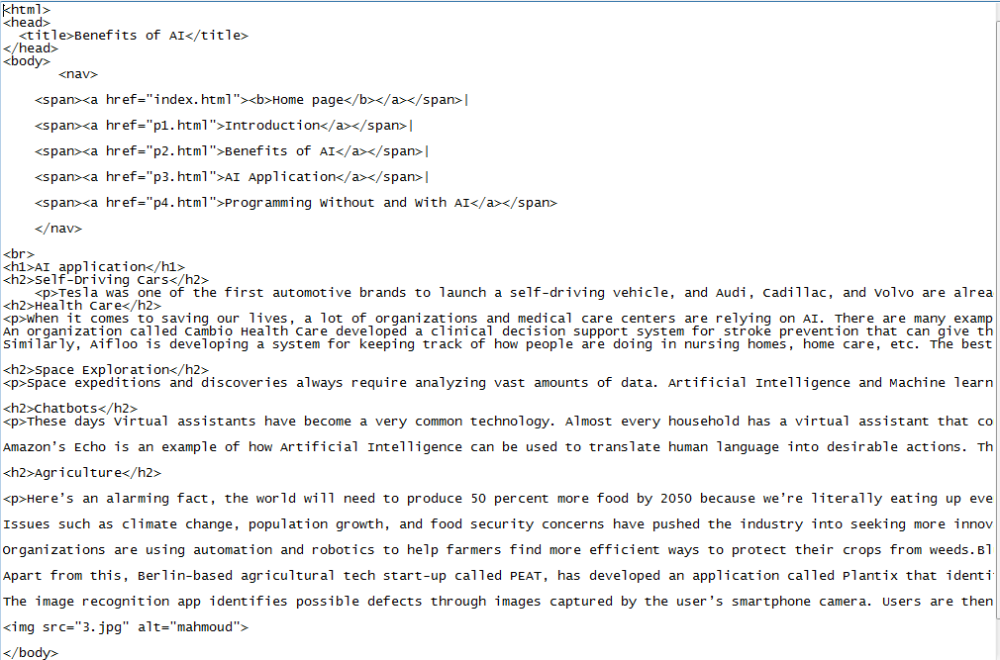 <html>
<head>
  <title>Benefits of AI</title>
</head>
<body>
       <nav>
    <span><a href="index.html"><b>Home page</b></a></span>|
    <span><a href="p1.html">Introduction</a></span>|
    <span><a href="p2.html">Benefits of AI</a></span>|
    <span><a href="p3.html">AI Application</a></span>|
    <span><a href="p4.html">Programming Without and With AI</a></span>
    </nav>
<br>
<h1>AI application</h1>
<h2>Self-Driving Cars</h2>
    <p>Tesla was one of the first automotive brands to launch a self-driving vehicle, and Audi, Cadillac, and Volvo are alrea
<h2>Health Care</h2>
<p>When it comes to saving our lives, a lot of organizations and medical care centers are relying on AI. There are many examp
An organization called Cambio Health Care developed a clinical decision support system for stroke prevention that can give th
Similarly, Aifloo is developing a system for keeping track of how people are doing in nursing homes, home care, etc. The best
<h2>Space Exploration</h2>
<p>Space expeditions and discoveries always require analyzing vast amounts of data. Artificial Intelligence and Machine learn
<h2>Chatbots</h2>
<p>These days Virtual assistants have become a very common technology. Almost every household has a virtual assistant that co
Amazon’s Echo is an example of how Artificial Intelligence can be used to translate human language into desirable actions. Th
<h2>Agriculture</h2>
<p>Here’s an alarming fact, the world will need to produce 50 percent more food by 2050 because we’re literally eating up eve
Issues such as climate change, population growth, and food security concerns have pushed the industry into seeking more innov
Organizations are using automation and robotics to help farmers find more efficient ways to protect their crops from weeds.Bl
Apart from this, Berlin-based agricultural tech start-up called PEAT, has developed an application called Plantix that identi
The image recognition app identifies possible defects through images captured by the user’s smartphone camera. Users are then
<img src="3.jpg" alt="mahmoud">
</body>